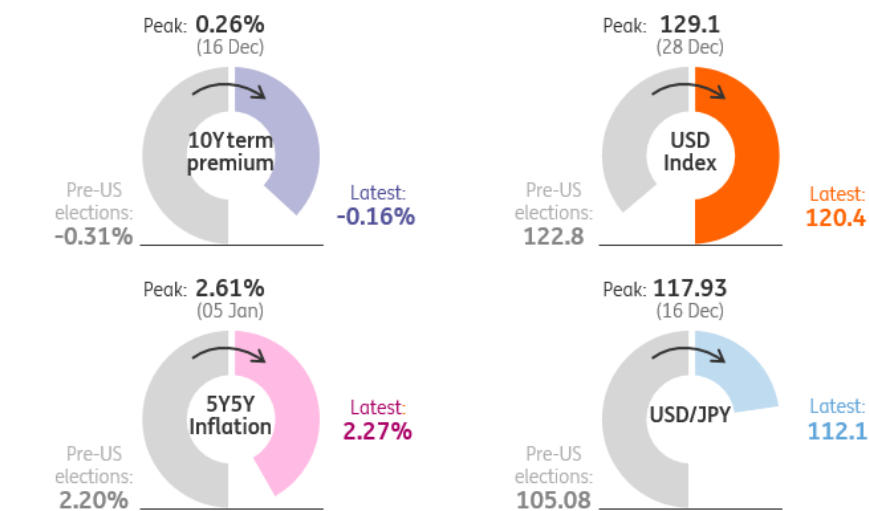 Peak: 0.26%
(16 Dec)
10Y term
premium
Pre-US
elections:
-0.31%
Latest:
-0.16%
Peak: 129.1
(28 Dec)
USD
Index
Pre-US
elections:
122.8
Latest:
120.4
Peak: 2.61%
(05 Jan)
5Y5Y
Inflation
Pre-US
elections:
2.20%
Latest:
2.27%
Peak: 117.93
(16 Dec)
USD/JPY
Pre-US
elections:
105.08
Latest:
112.1